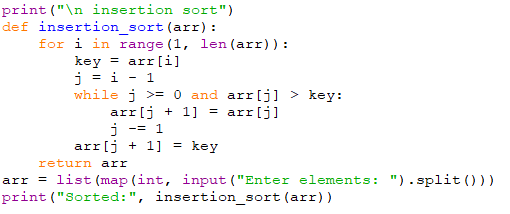 print("\n insertion sort")
def insertion_sort(arr):
    for i in range(1, len(arr)):
        key = arr[i]
        j = i - 1
        while j >= 0 and arr[j] > key:
            arr[j + 1] = arr[j]
            j -= 1
        arr[j + 1] = key
    return arr
arr = list(map(int, input("Enter elements: ").split()))
print("Sorted:", insertion_sort(arr))